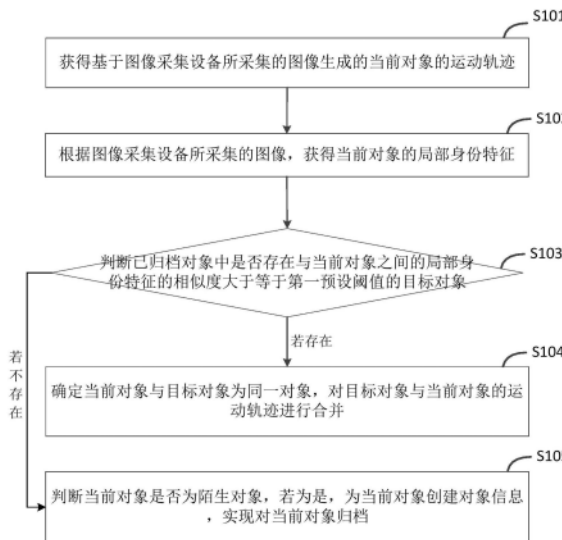 S101
获得基于图像采集设备所采集的图像生成的当前对象的运动轨迹
S102
根据图像采集设备所采集的图像，获得当前对象的局部身份特征
判断已归档对象中是否存在与当前对象之间的局部身
份特征的相似度大于等于第一预设阈值的目标对象
S103
若存在
若不存在
S104
确定当前对象与目标对象为同一对象，对目标对象与当前对象的运
动轨迹进行合并
S105
判断当前对象是否为陌生对象，若为是，为当前对象创建对象信息
，实现对当前对象归档